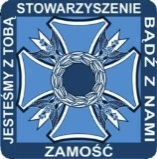 JESTEŚMY Z TOBĄ
STOWARZYSZENIE
BĄDŹ Z NAMI
ZAMOŚĆ